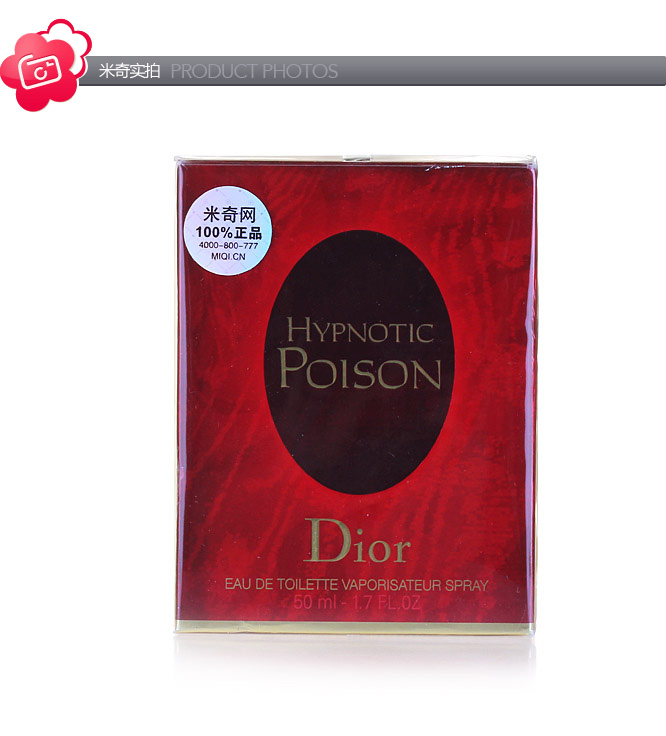 米奇实拍 PRODUCT PHOTOS
米奇网
100%正品
4000-800-777
MIQI.CN
HYPNOTIC
POISON
Dior
EAU DE TOILETTE VAPORISATEUR SPRAY
50 ml - 1.7 FL.OZ